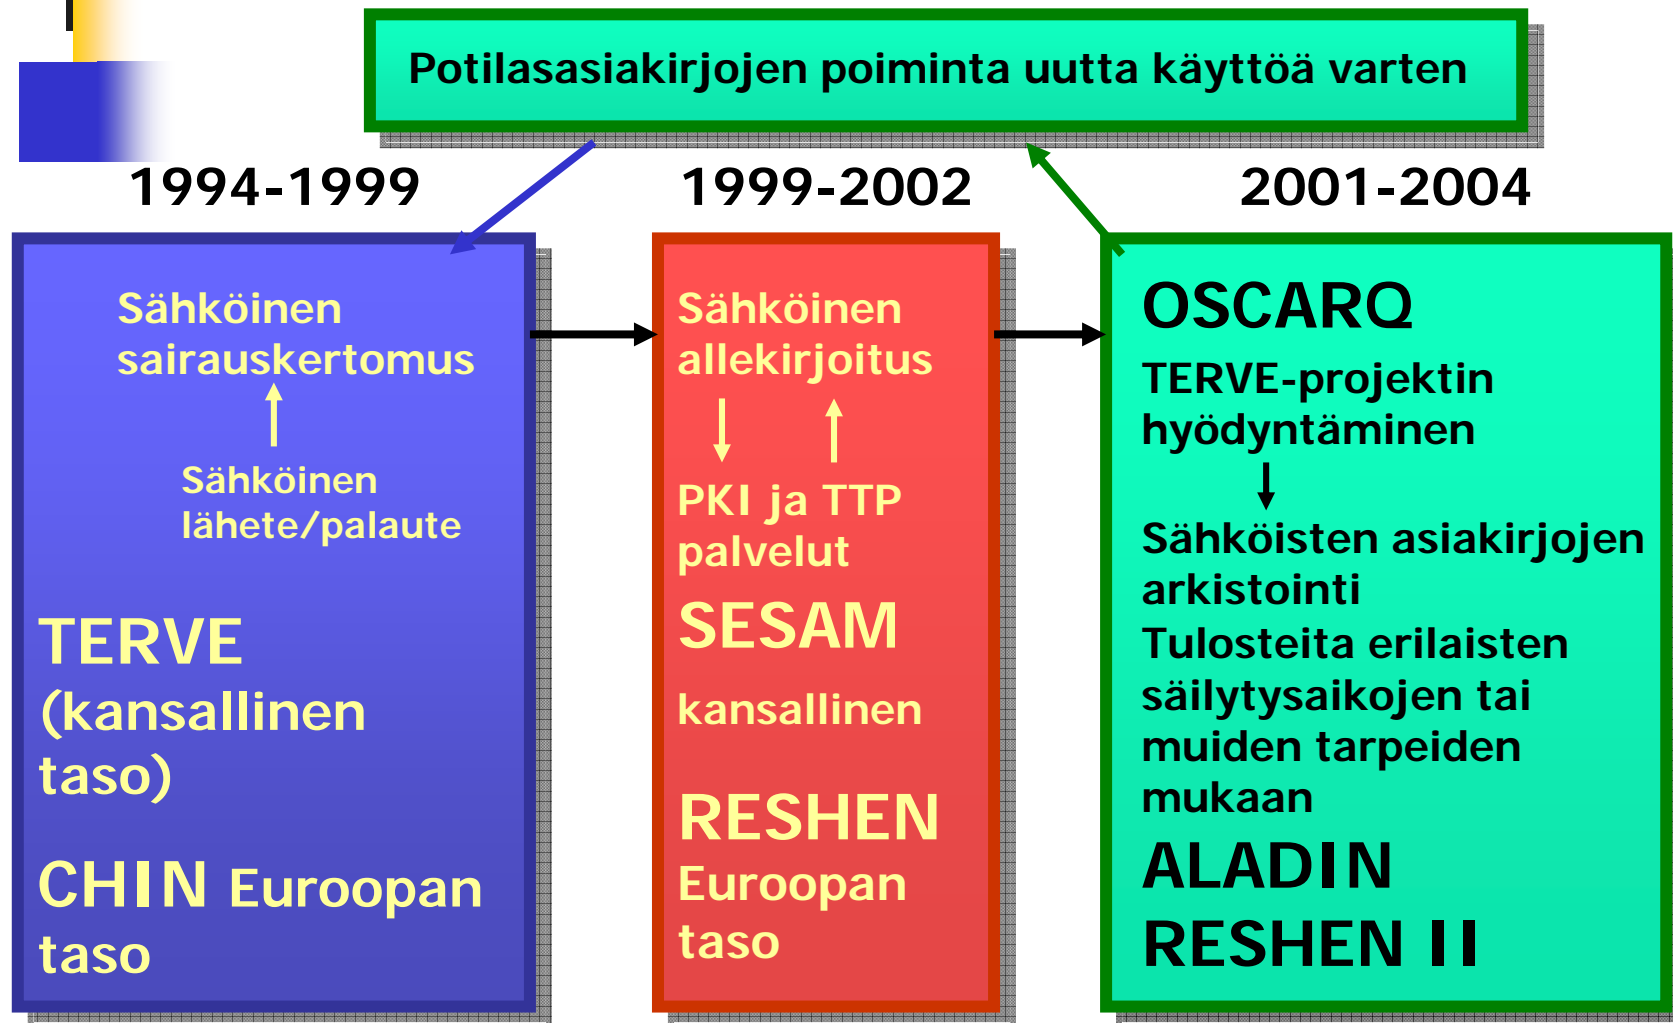 Potilasasiakirjojen poiminta uutta käyttöä varten
1994-1999
1999-2002
2001-2004
Sähköinen
sairauskertomus
Sähköinen
lähete/palaute
TERVE
(kansallinen
taso)
CHIN Euroopan
taso
Sähköinen
allekirjoitus
PKI ja TTP
palvelut
SESAM
kansallinen
RESHEN
Euroopan
taso
OSCARQ
TERVE-projektin
hyödyntäminen
Sähköisten asiakirjojen
arkistointi
Tulosteita erilaisten
säilytysaikojen tai
muiden tarpeiden
mukaan
ALADIN
RESHEN II